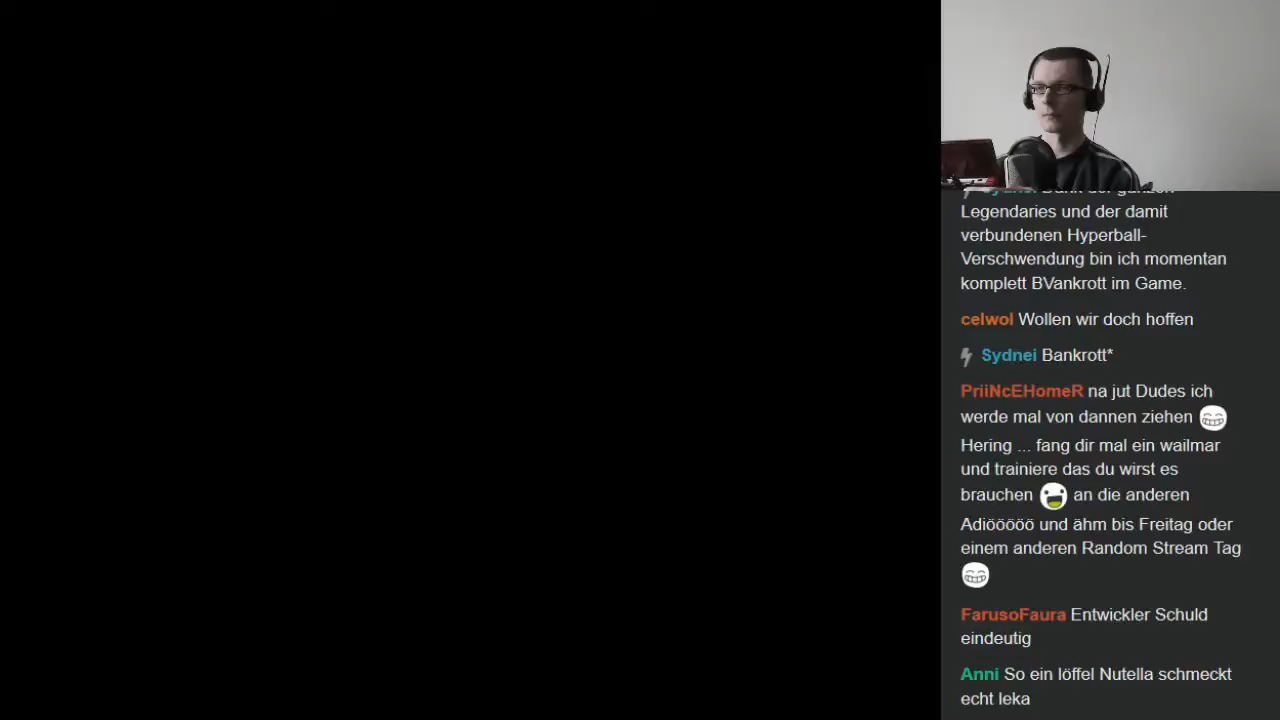 Legendaries und der damit
verbundenen Hyperball-
Verschwendung bin ich momentan
komplett BVankrott im Game.
celwol Wollen wir doch hoffen
Sydnei Bankrott*
PriiNcEHomeR na jut Dudes ich
werde mal von dannen ziehen
Hering ... fang dir mal ein wailmar
und trainiere das du wirst es
brauchen an die anderen
Adiööööö und ähm bis Freitag oder
einem anderen Random Stream Tag
FarusoFaura Entwickler Schuld
eindeutig
Anni So ein löffel Nutella schmeckt
echt leka